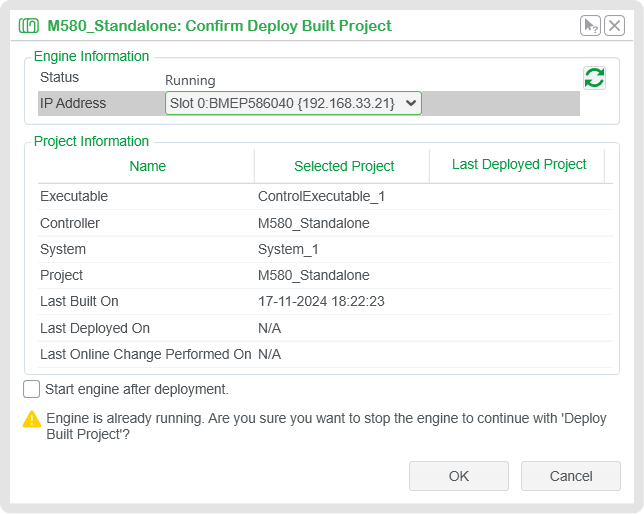 M580_Standalone: Confirm Deploy Built Project
Engine Information
Status Running
IP Address Slot 0:BMEP586040 {192.168.33.21}
Project Information
Name Selected Project Last Deployed Project
Executable ControlExecutable_1
Controller M580_Standalone
System System_1
Project M580_Standalone
Last Built On 17-11-2024 18:22:23
Last Deployed On N/A
Last Online Change Performed On N/A
Start engine after deployment.
Engine is already running. Are you sure you want to stop the engine to continue with 'Deploy
Built Project'?
OK Cancel